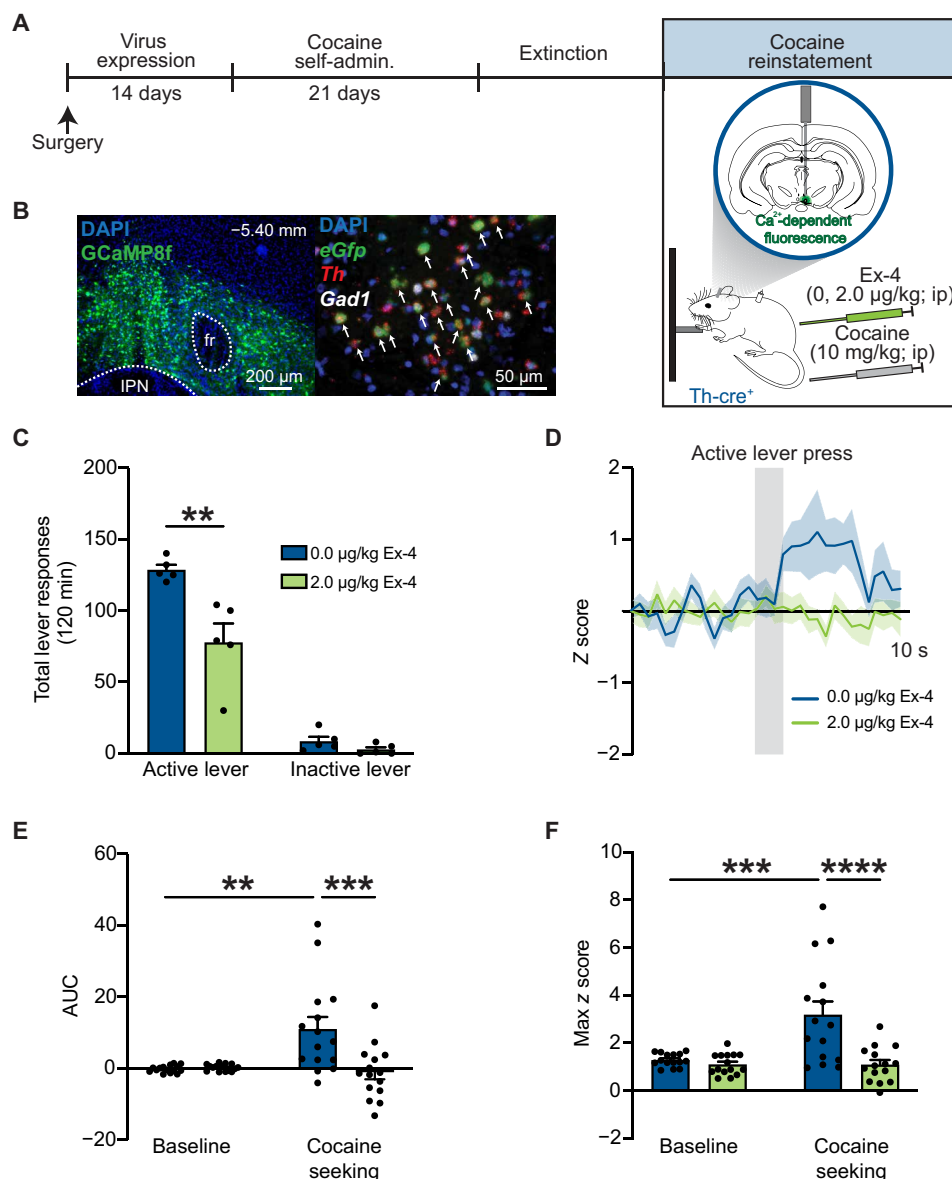 A
Virus
expression
14 days
Cocaine
self-admin.
21 days
Extinction
Cocaine
reinstatement
Surgery
Ca²⁺-dependent
fluorescence
Ex-4
(0, 2.0 µg/kg; ip)
Cocaine
(10 mg/kg; ip)
Th-cre⁺
B
DAPI
GCaMP8f
−5.40 mm
fr
IPN
200 µm
DAPI
eGfp
Th
Gad1
50 µm
C
Total lever responses
(120 min)
200
150
100
50
0
**
0.0 µg/kg Ex-4
2.0 µg/kg Ex-4
Active lever
Inactive lever
D
Active lever press
Z score
2
1
0
−1
−2
10 s
0.0 µg/kg Ex-4
2.0 µg/kg Ex-4
E
AUC
60
40
20
0
−20
**
***
Baseline
Cocaine
seeking
F
Max z score
10
8
6
4
2
0
−2
***
****
Baseline
Cocaine
seeking